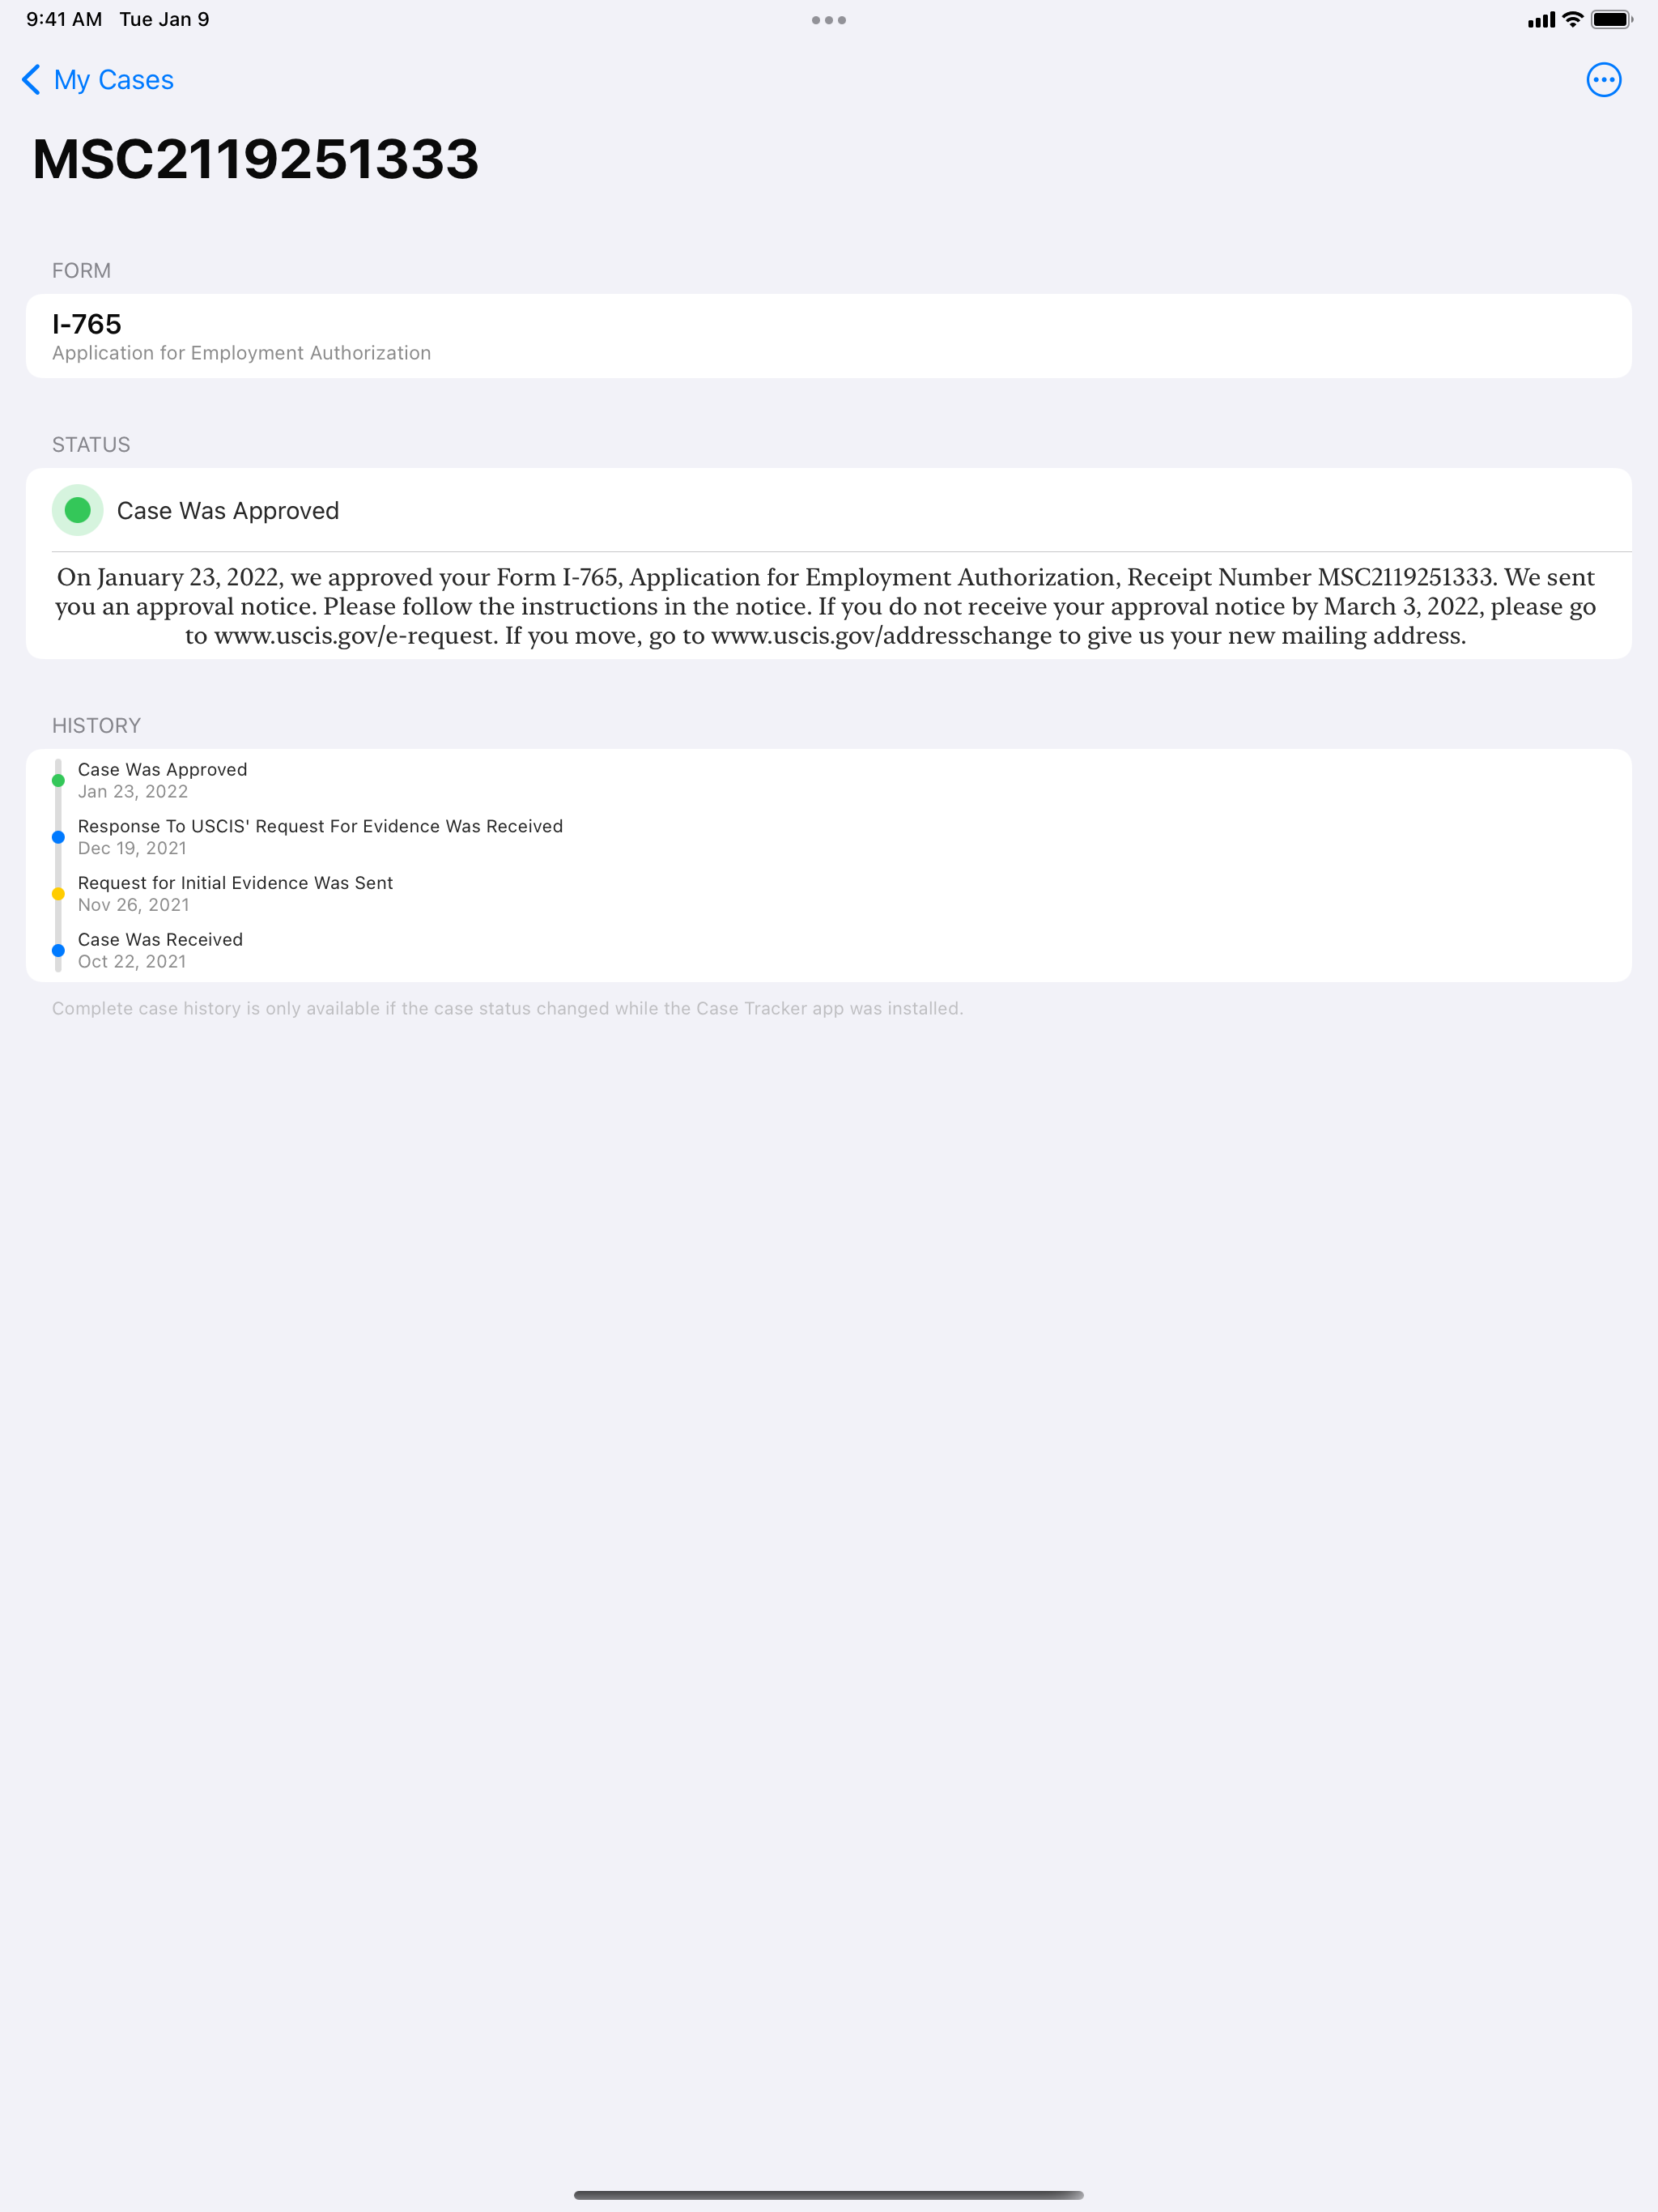 9:41 AM Tue Jan 9
My Cases
MSC2119251333
FORM
I-765
Application for Employment Authorization
STATUS
Case Was Approved
On January 23, 2022, we approved your Form I-765, Application for Employment Authorization, Receipt Number MSC2119251333. We sent
you an approval notice. Please follow the instructions in the notice. If you do not receive your approval notice by March 3, 2022, please go
to www.uscis.gov/e-request. If you move, go to www.uscis.gov/addresschange to give us your new mailing address.
HISTORY
Case Was Approved
Jan 23, 2022
Response To USCIS' Request For Evidence Was Received
Dec 19, 2021
Request for Initial Evidence Was Sent
Nov 26, 2021
Case Was Received
Oct 22, 2021
Complete case history is only available if the case status changed while the Case Tracker app was installed.